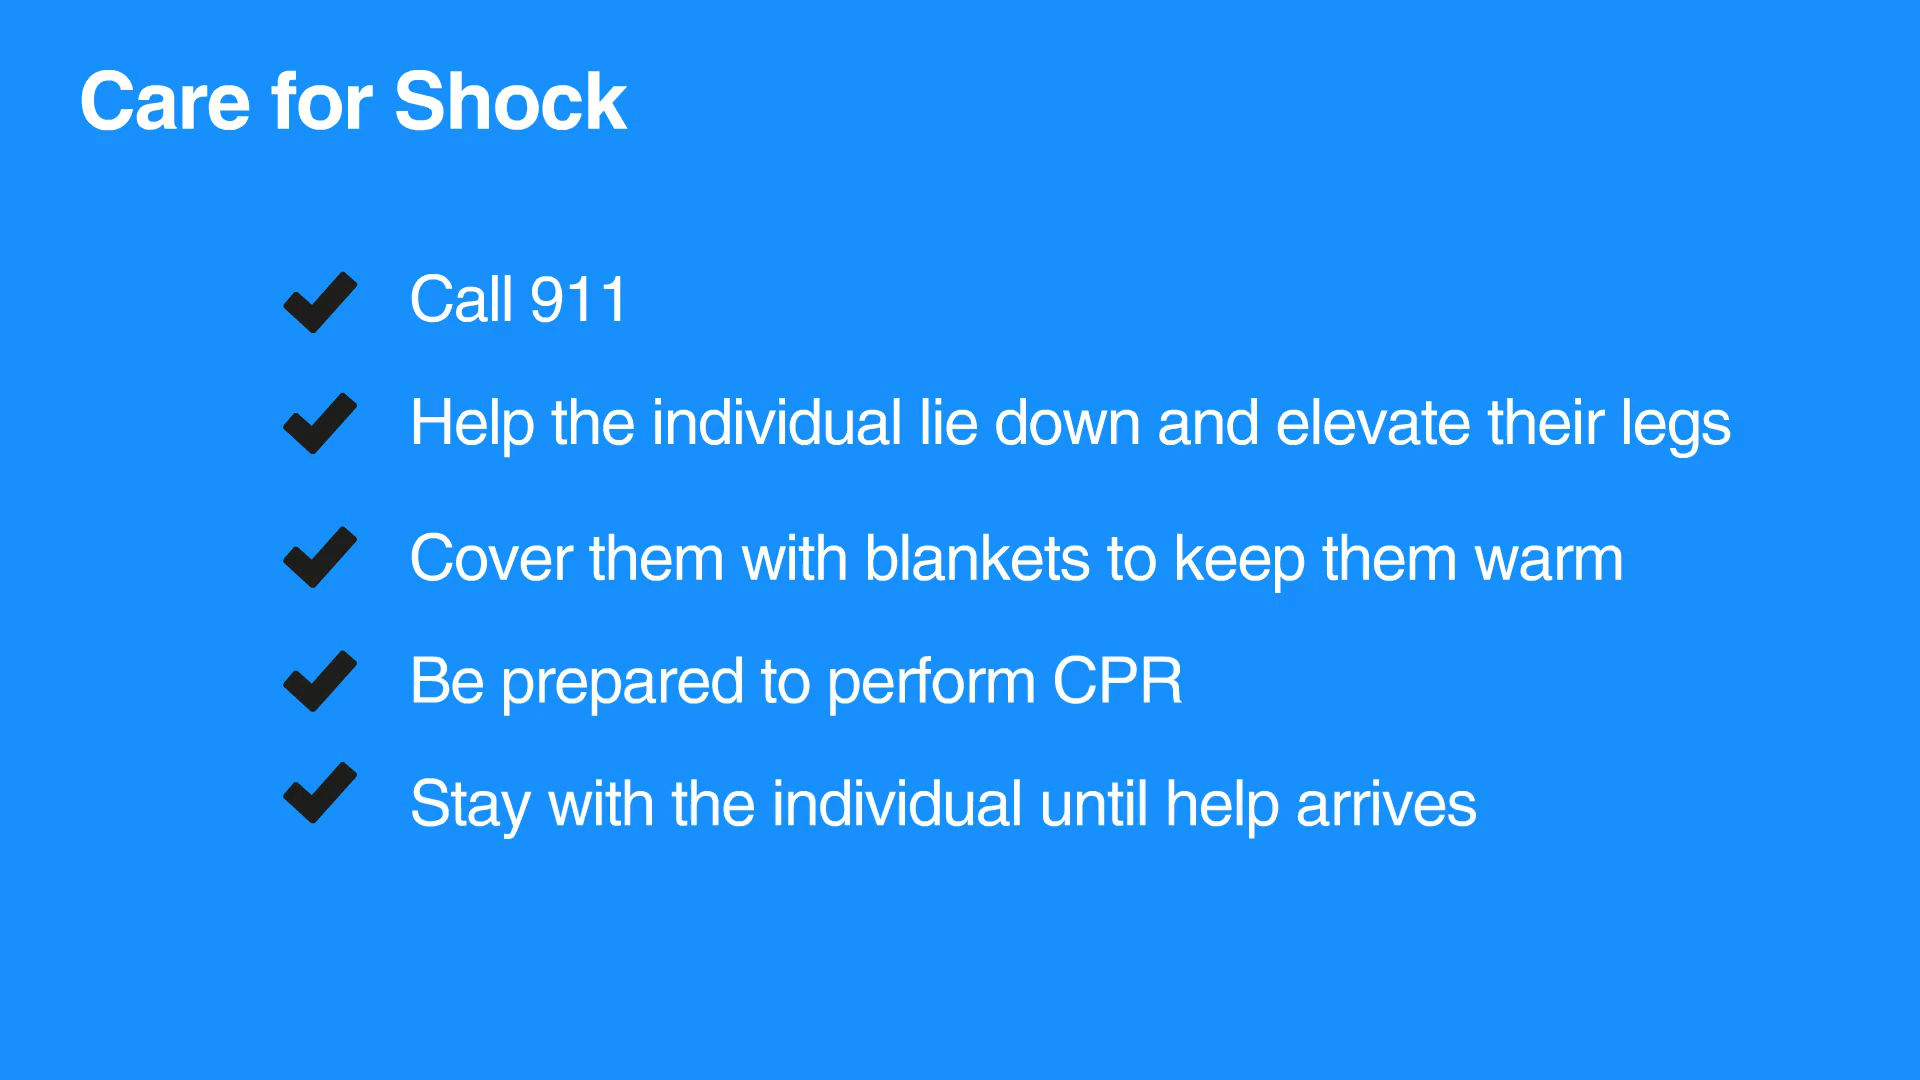 Care for Shock
Call 911
Help the individual lie down and elevate their legs
Cover them with blankets to keep them warm
Be prepared to perform CPR
Stay with the individual until help arrives